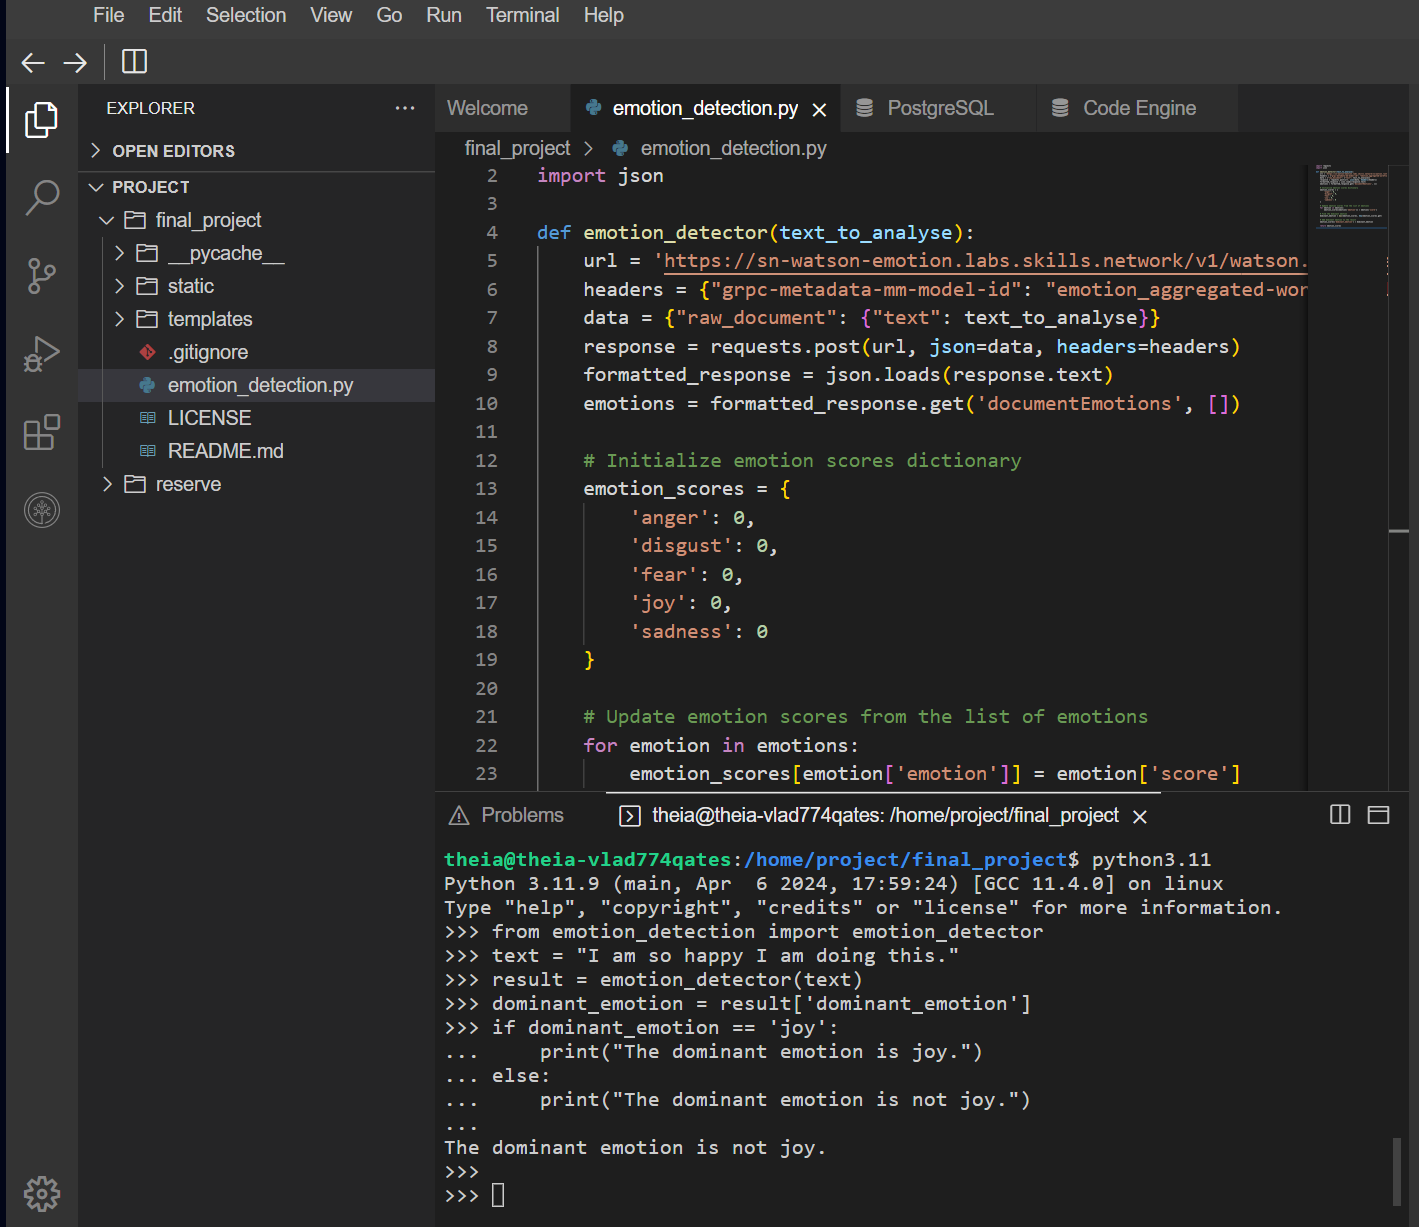 File Edit Selection View Go Run Terminal Help
EXPLORER ...
OPEN EDITORS
PROJECT
final_project
__pycache__
static
templates
.gitignore
emotion_detection.py
LICENSE
README.md
reserve
Welcome emotion_detection.py PostgreSQL Code Engine
final_project > emotion_detection.py
2 import json
3
4 def emotion_detector(text_to_analyse):
5 url = 'https://sn-watson-emotion.labs.skills.network/v1/watson.
6 headers = {"grpc-metadata-mm-model-id": "emotion_aggregated-wor
7 data = {"raw_document": {"text": text_to_analyse}}
8 response = requests.post(url, json=data, headers=headers)
9 formatted_response = json.loads(response.text)
10 emotions = formatted_response.get('documentEmotions', [])
11
12 # Initialize emotion scores dictionary
13 emotion_scores = {
14 'anger': 0,
15 'disgust': 0,
16 'fear': 0,
17 'joy': 0,
18 'sadness': 0
19 }
20
21 # Update emotion scores from the list of emotions
22 for emotion in emotions:
23 emotion_scores[emotion['emotion']] = emotion['score']
Problems theia@theia-vlad774qates: /home/project/final_project
theia@theia-vlad774qates:/home/project/final_project$ python3.11
Python 3.11.9 (main, Apr  6 2024, 17:59:24) [GCC 11.4.0] on linux
Type "help", "copyright", "credits" or "license" for more information.
>>> from emotion_detection import emotion_detector
>>> text = "I am so happy I am doing this."
>>> result = emotion_detector(text)
>>> dominant_emotion = result['dominant_emotion']
>>> if dominant_emotion == 'joy':
...     print("The dominant emotion is joy.")
... else:
...     print("The dominant emotion is not joy.")
...
The dominant emotion is not joy.
>>>
>>>